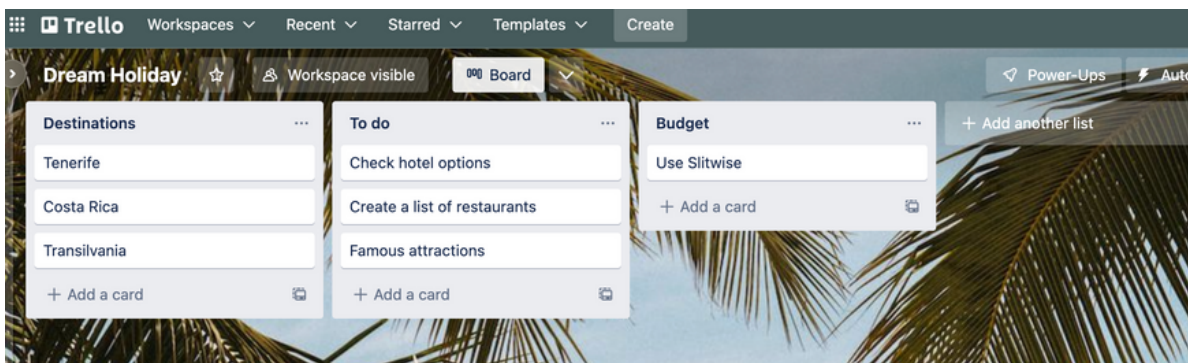 Trello Workspaces Recent Starred Templates Create
Dream Holiday Workspace visible Board Power-Ups Auto
Destinations
Tenerife
Costa Rica
Transilvania
+ Add a card
To do
Check hotel options
Create a list of restaurants
Famous attractions
+ Add a card
Budget
Use Slitwise
+ Add a card
+ Add another list